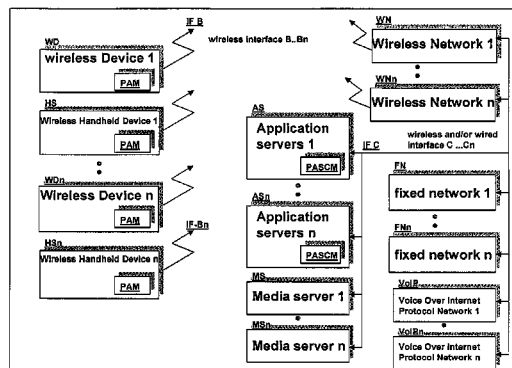 WD
wireless Device 1
PAM
HS
Wireless Handheld Device 1
PAM
WDn
Wireless Device n
PAM
HSn
Wireless Handheld Device n
PAM
IF B
wireless interface B..Bn
IF-Bn
AS
Application
servers 1
PASCM
ASn
Application
servers n
PASCM
MS
Media server 1
MSn
Media server n
WN
Wireless Network 1
WNn
Wireless Network n
IF C
wireless and/or wired
interface C ...Cn
FN
fixed network 1
FNn
fixed network n
VoIP
Voice Over Internet
Protocol Network 1
VoIPn
Voice Over Internet
Protocol Network n